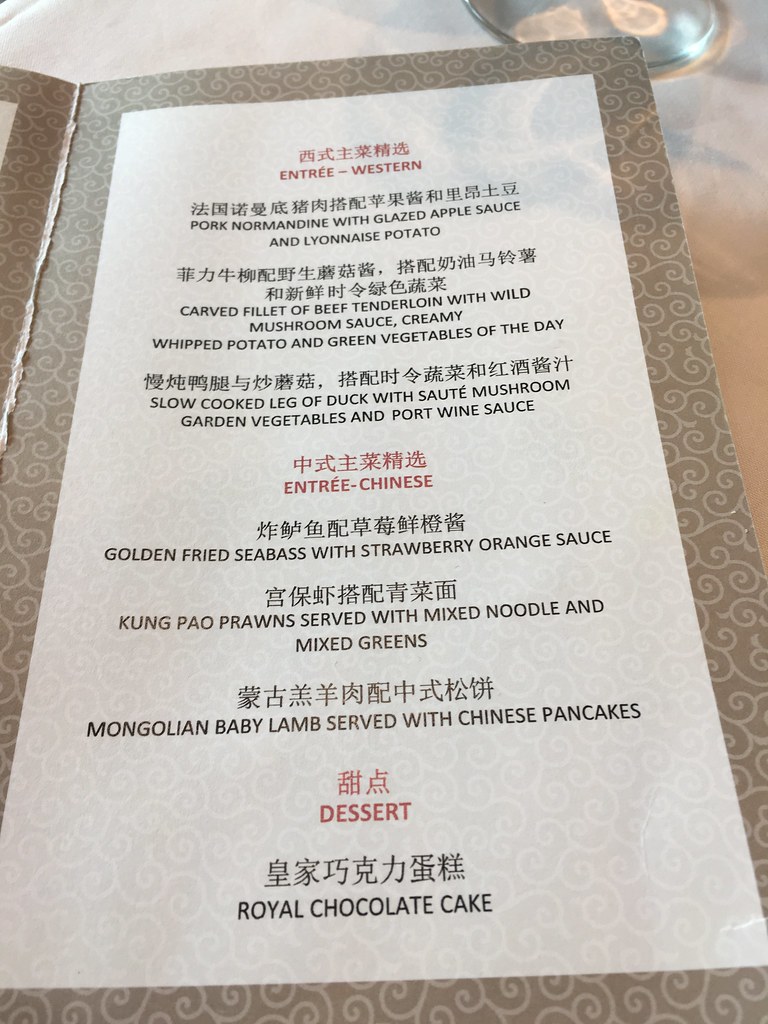 西式主菜精选
ENTRÉE – WESTERN
法国诺曼底猪肉搭配苹果酱和里昂土豆
PORK NORMANDINE WITH GLAZED APPLE SAUCE
AND LYONNAISE POTATO
菲力牛柳配野生蘑菇酱，搭配奶油马铃薯
和新鲜时令绿色蔬菜
CARVED FILLET OF BEEF TENDERLOIN WITH WILD
MUSHROOM SAUCE, CREAMY
WHIPPED POTATO AND GREEN VEGETABLES OF THE DAY
慢炖鸭腿与炒蘑菇，搭配时令蔬菜和红酒酱汁
SLOW COOKED LEG OF DUCK WITH SAUTÉ MUSHROOM
GARDEN VEGETABLES AND PORT WINE SAUCE
中式主菜精选
ENTRÉE-CHINESE
炸鲈鱼配草莓鲜橙酱
GOLDEN FRIED SEABASS WITH STRAWBERRY ORANGE SAUCE
宫保虾搭配青菜面
KUNG PAO PRAWNS SERVED WITH MIXED NOODLE AND
MIXED GREENS
蒙古羔羊肉配中式松饼
MONGOLIAN BABY LAMB SERVED WITH CHINESE PANCAKES
甜点
DESSERT
皇家巧克力蛋糕
ROYAL CHOCOLATE CAKE